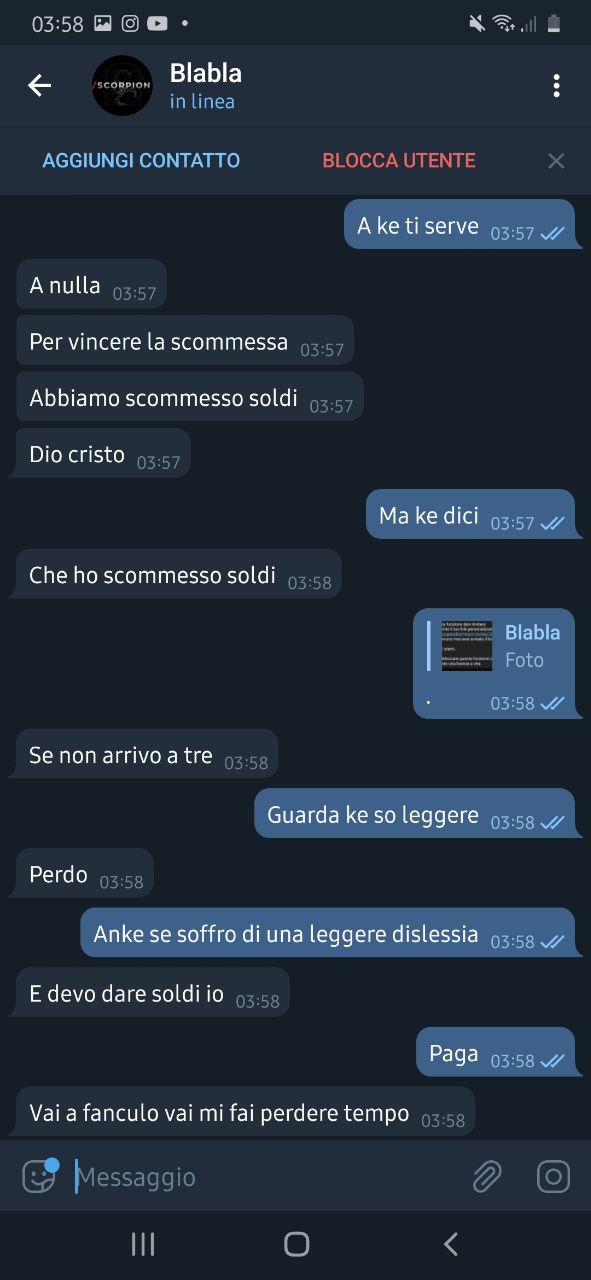 03:58
/SCORPION
Blabla
in linea
AGGIUNGI CONTATTO
BLOCCA UTENTE
A ke ti serve 03:57
A nulla 03:57
Per vincere la scommessa 03:57
Abbiamo scommesso soldi 03:57
Dio cristo 03:57
Ma ke dici 03:57
Che ho scommesso soldi 03:58
Blabla
Foto
. 03:58
Se non arrivo a tre 03:58
Guarda ke so leggere 03:58
Perdo 03:58
Anke se soffro di una leggere dislessia 03:58
E devo dare soldi io 03:58
Paga 03:58
Vai a fanculo vai mi fai perdere tempo 03:58
Messaggio